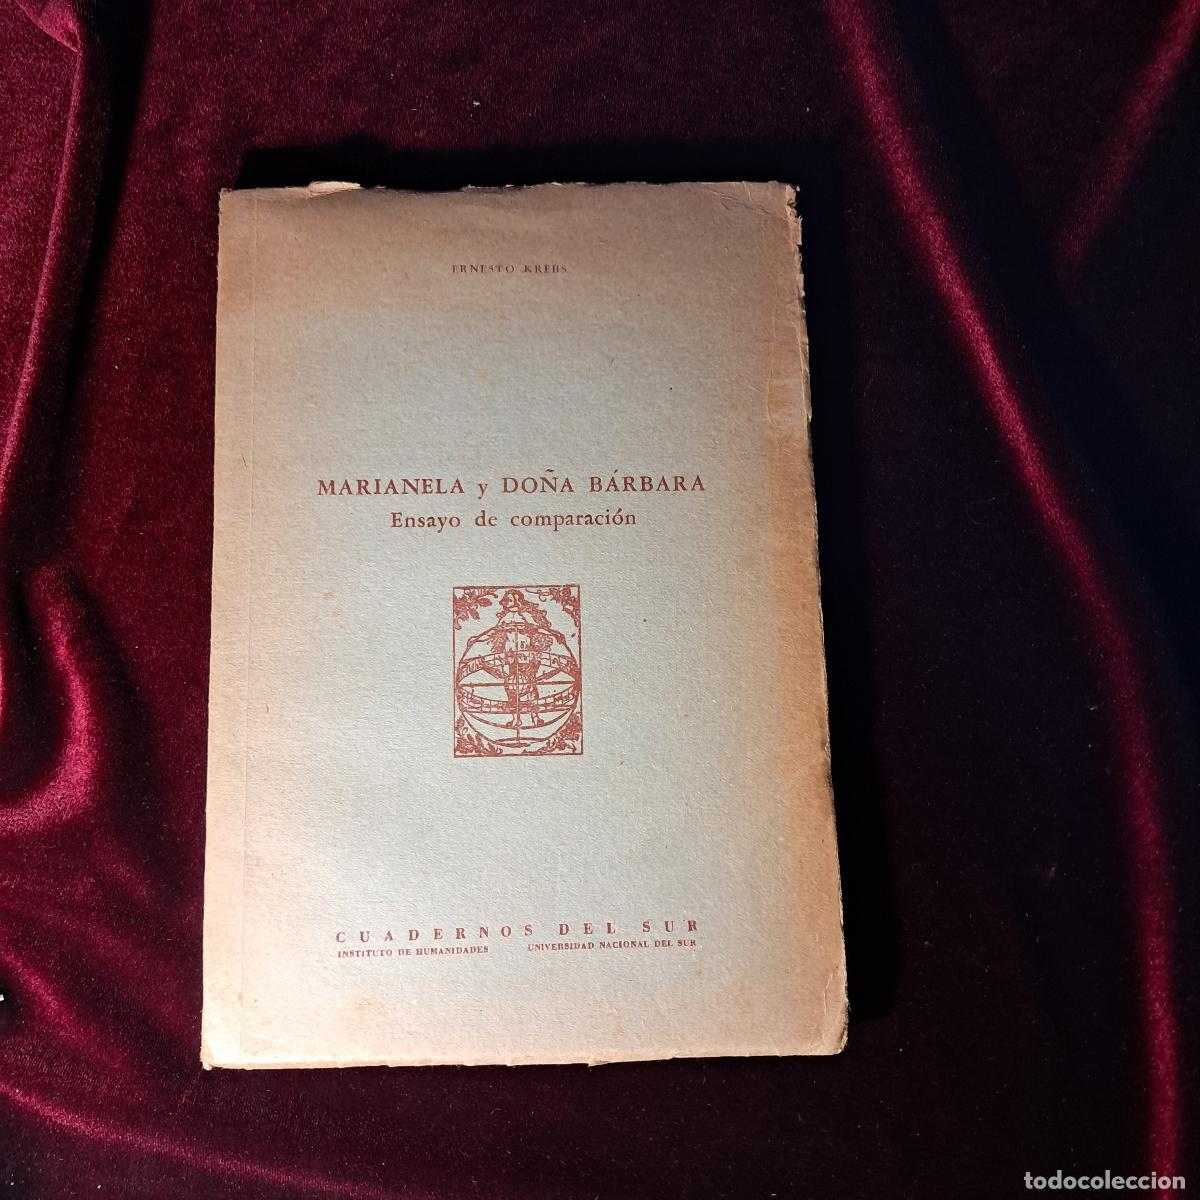 ERNESTO KREBS
MARIANELA y DOÑA BÁRBARA
Ensayo de comparación
CUADERNOS DEL SUR
INSTITUTO DE HUMANIDADES UNIVERSIDAD NACIONAL DEL SUR
todocoleccion